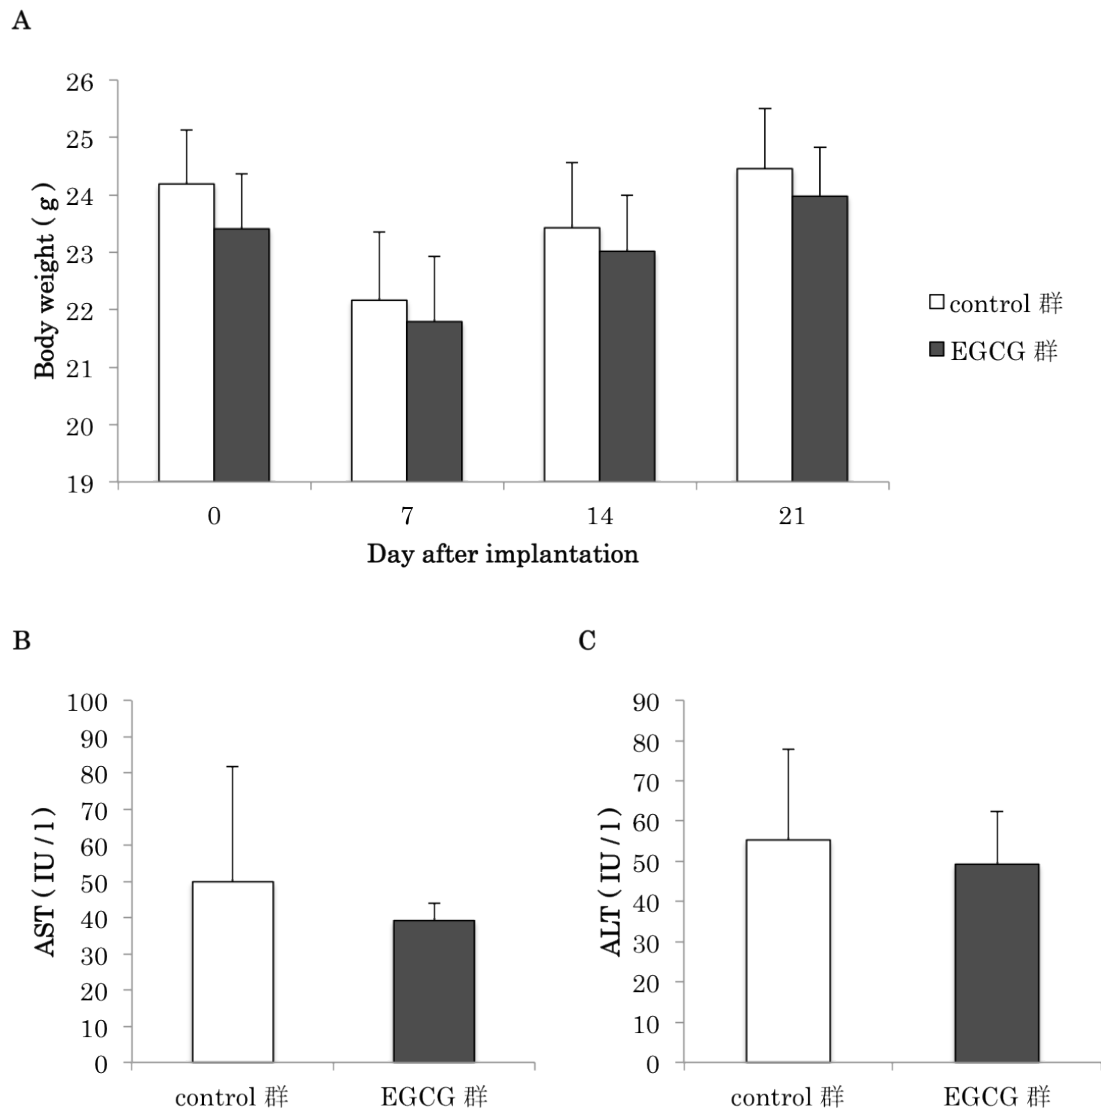 A
26
25
24
23
22
21
20
19
Body weight ( g )
0 7 14 21
Day after implantation
control 群
EGCG 群
B
100
90
80
70
60
50
40
30
20
10
0
AST ( IU / l )
control 群 EGCG 群
C
90
80
70
60
50
40
30
20
10
0
ALT ( IU / l )
control 群 EGCG 群